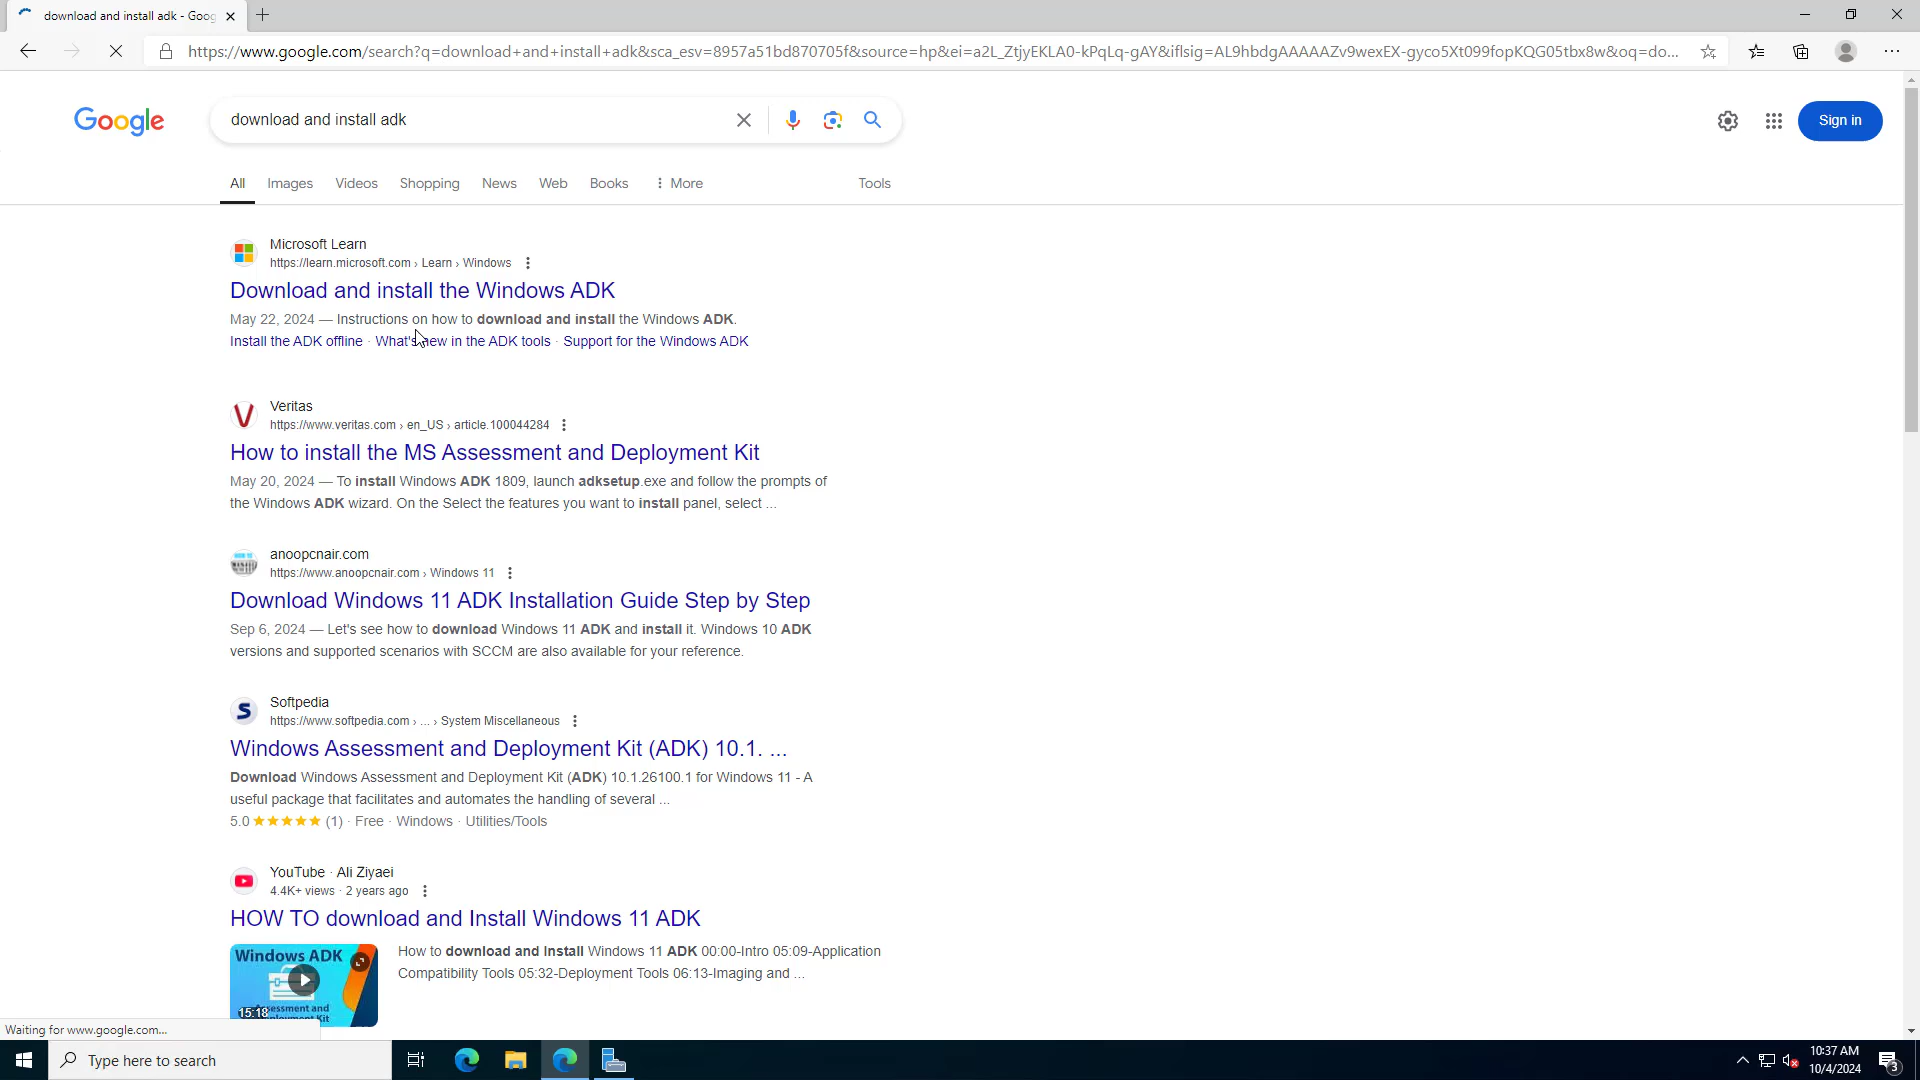 download and install adk - Goog
https://www.google.com/search?q=download+and+install+adk&sca_esv=8957a51bd870705f&source=hp&ei=a2L_ZtjyEKLA0-kPqLq-gAY&iflsig=AL9hbdgAAAAAZv9wexEX-gyco5Xt099fopKQG05tbx8w&oq=do...
Google
download and install adk
Sign in
All Images Videos Shopping News Web Books More Tools
Microsoft Learn
https://learn.microsoft.com › Learn › Windows
Download and install the Windows ADK
May 22, 2024 — Instructions on how to download and install the Windows ADK.
Install the ADK offline · What's new in the ADK tools · Support for the Windows ADK
Veritas
https://www.veritas.com › en_US › article.100044284
How to install the MS Assessment and Deployment Kit
May 20, 2024 — To install Windows ADK 1809, launch adksetup.exe and follow the prompts of
the Windows ADK wizard. On the Select the features you want to install panel, select ...
anoopcnair.com
https://www.anoopcnair.com › Windows 11
Download Windows 11 ADK Installation Guide Step by Step
Sep 6, 2024 — Let's see how to download Windows 11 ADK and install it. Windows 10 ADK
versions and supported scenarios with SCCM are also available for your reference.
Softpedia
https://www.softpedia.com › ... › System Miscellaneous
Windows Assessment and Deployment Kit (ADK) 10.1. ...
Download Windows Assessment and Deployment Kit (ADK) 10.1.26100.1 for Windows 11 - A
useful package that facilitates and automates the handling of several ...
5.0 ★★★★★ (1) · Free · Windows · Utilities/Tools
YouTube · Ali Ziyaei
4.4K+ views · 2 years ago
HOW TO download and Install Windows 11 ADK
How to download and Install Windows 11 ADK 00:00-Intro 05:09-Application
Compatibility Tools 05:32-Deployment Tools 06:13-Imaging and ...
Windows ADK
15:18
Waiting for www.google.com...
Type here to search
10:37 AM
10/4/2024
3